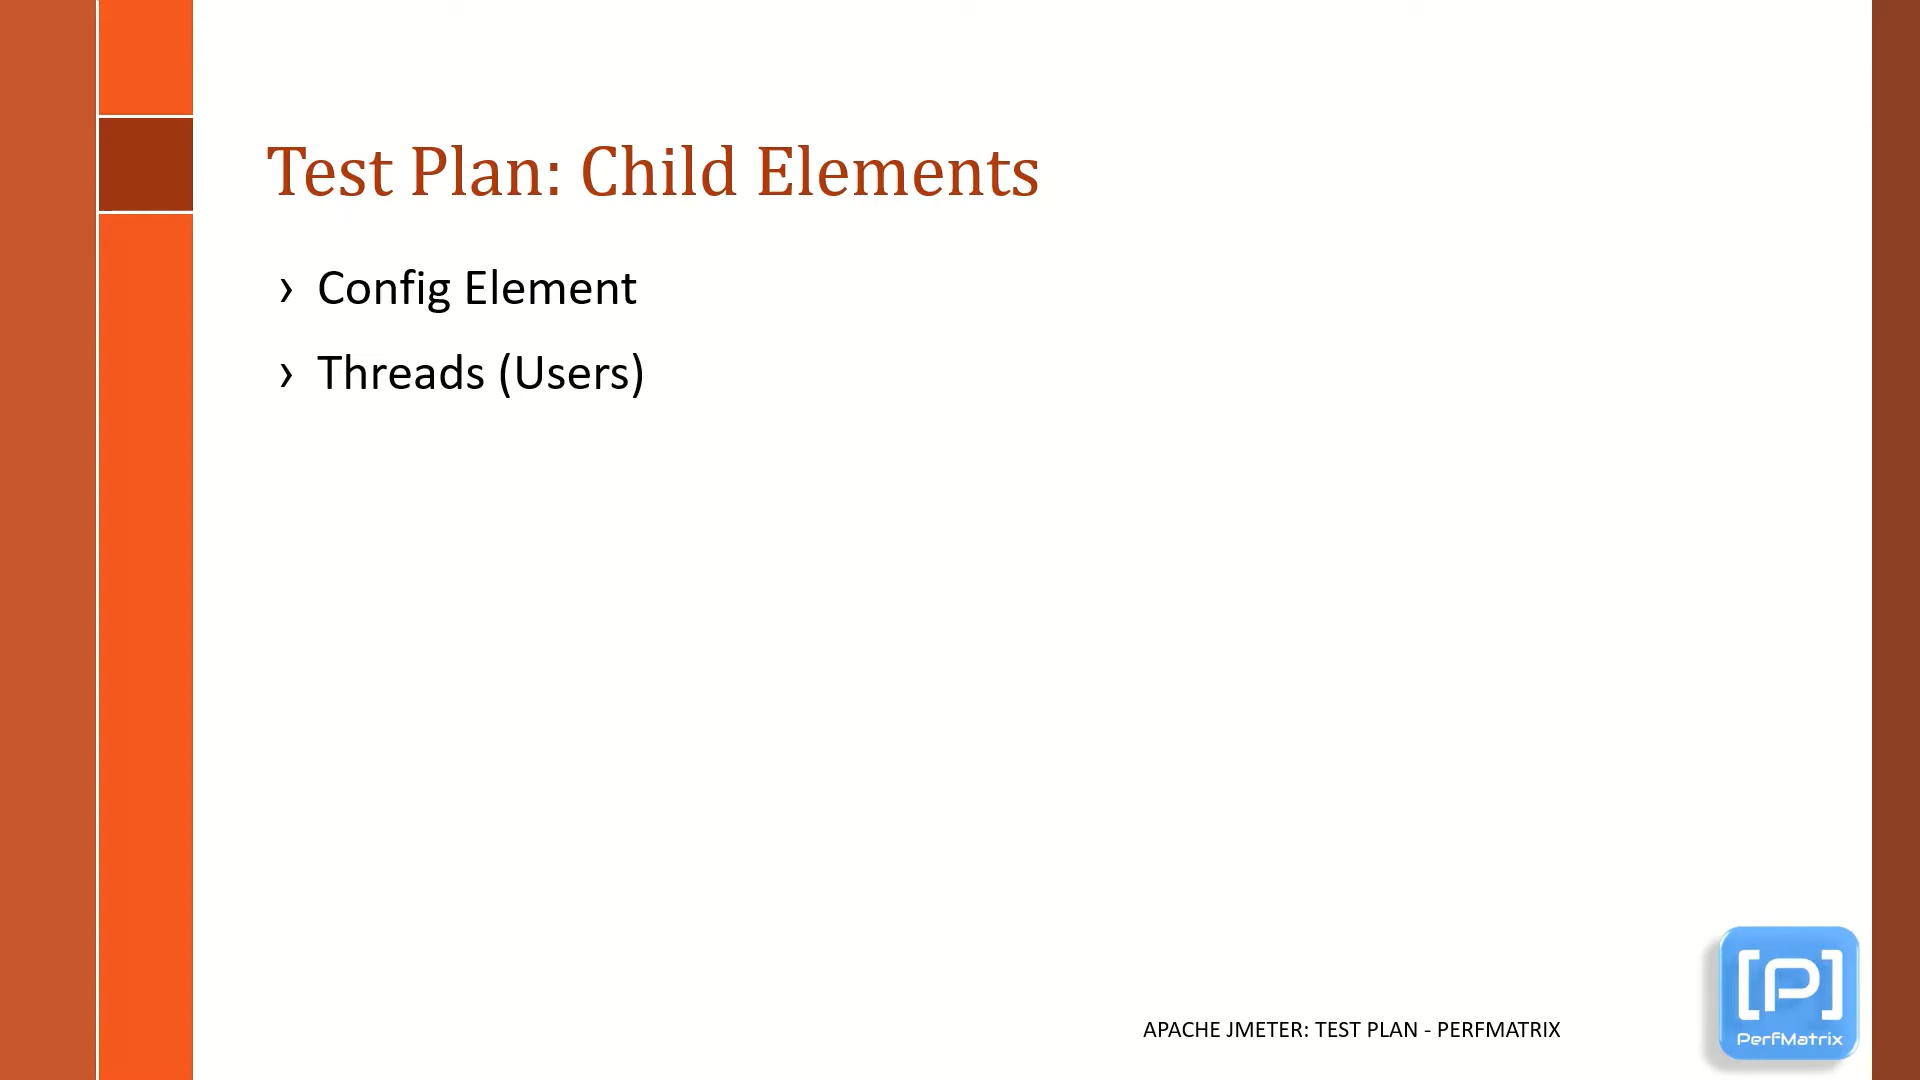 Test Plan: Child Elements
› Config Element
› Threads (Users)
APACHE JMETER: TEST PLAN - PERFMATRIX
[P]
PerfMatrix